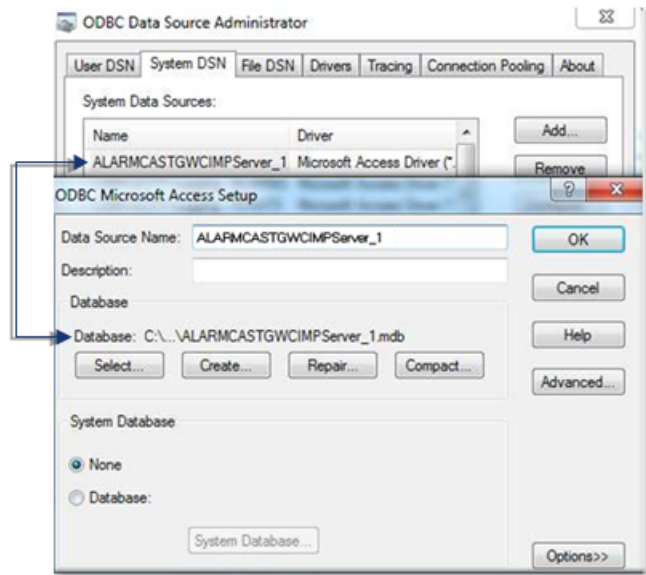 ODBC Data Source Administrator
User DSN System DSN File DSN Drivers Tracing Connection Pooling About
System Data Sources:
Name Driver Add...
ALARMCASTGWCIMPServer_1 Microsoft Access Driver (*. Remove
ODBC Microsoft Access Setup
Data Source Name: ALARMCASTGWCIMPServer_1 OK
Description:
Cancel
Database
Database: C:\...\ALARMCASTGWCIMPServer_1.mdb Help
Select... Create... Repair... Compact...
Advanced...
System Database
None
Database:
System Database...
Options>>